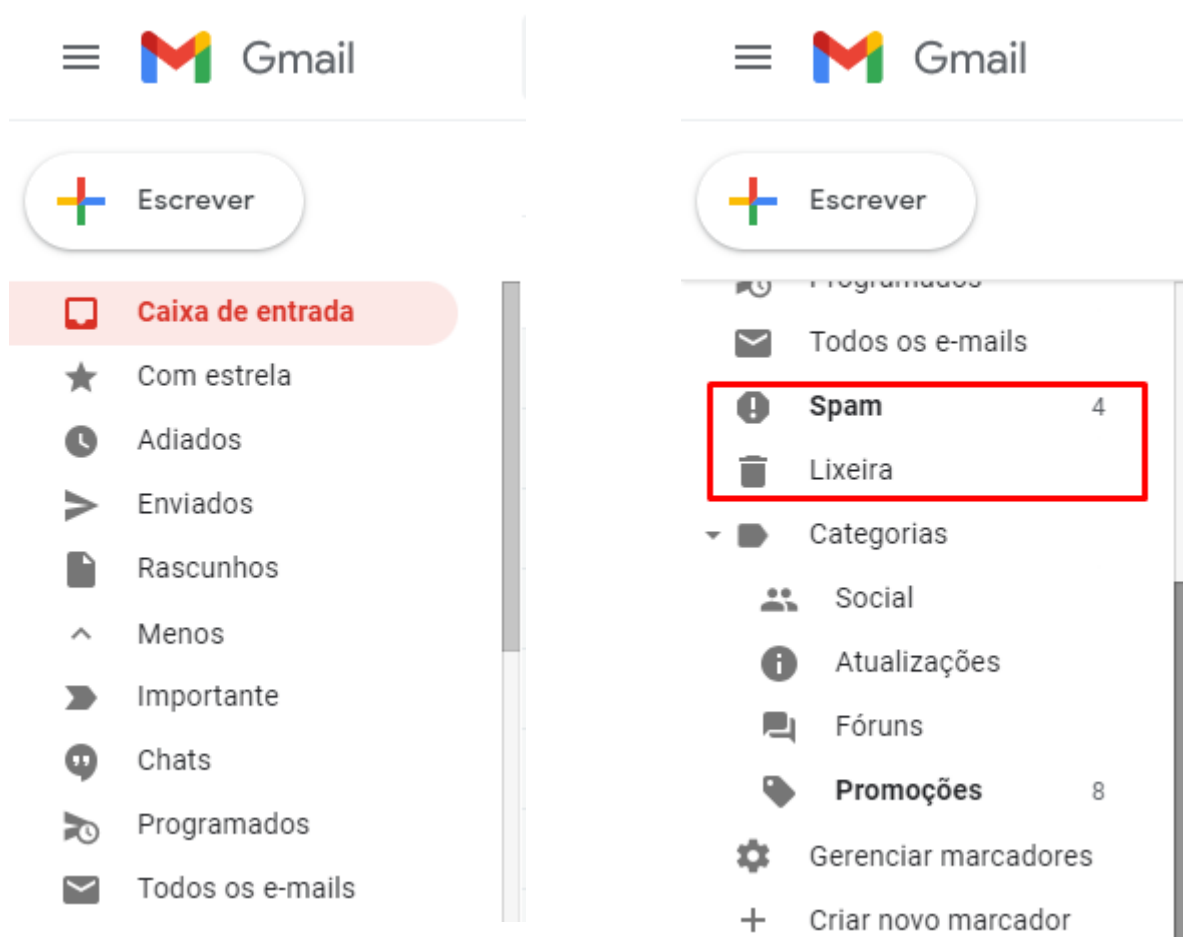 Gmail
Escrever
Caixa de entrada
Com estrela
Adiados
Enviados
Rascunhos
Menos
Importante
Chats
Programados
Todos os e-mails
Gmail
Escrever
Programados
Todos os e-mails
Spam 4
Lixeira
Categorias
Social
Atualizações
Fóruns
Promoções 8
Gerenciar marcadores
Criar novo marcador